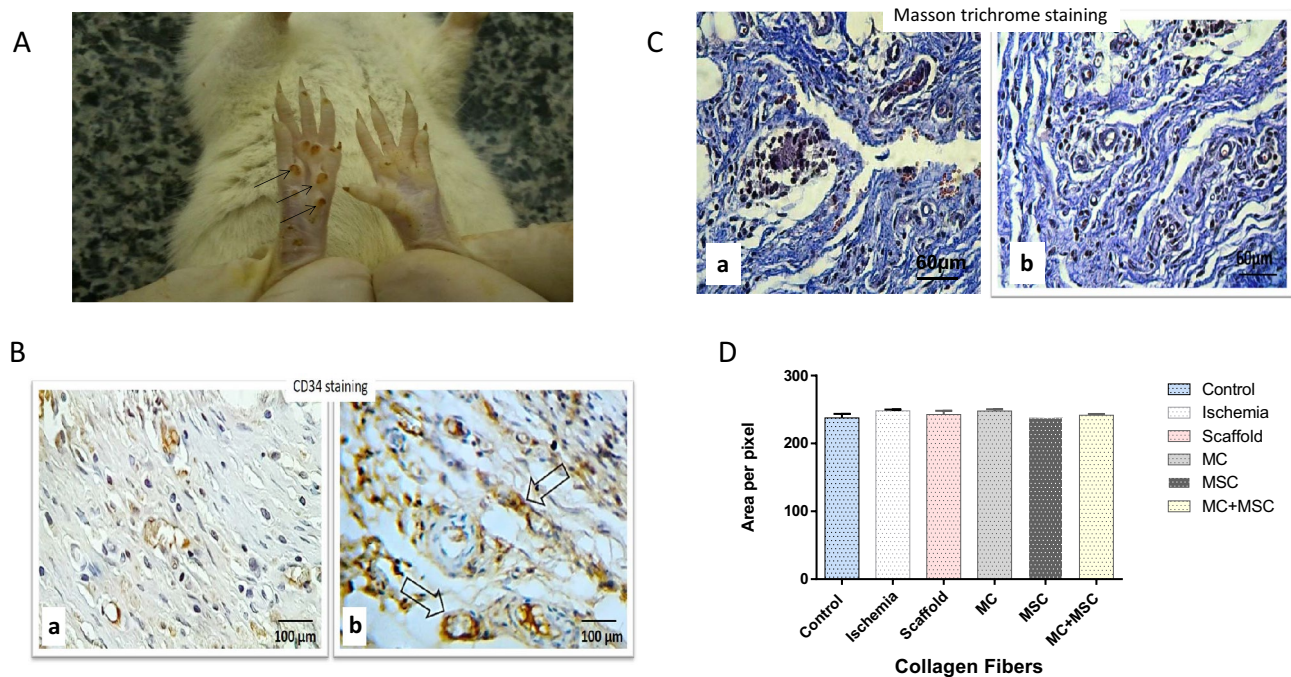 A
B
CD34 staining
a
100 µm
b
100 µm
C
Masson trichrome staining
a
60µm
b
60µm
D
300
200
100
0
Area per pixel
Control
Ischemia
Scaffold
MC
MSC
MC+MSC
Collagen Fibers
Control
Ischemia
Scaffold
MC
MSC
MC+MSC